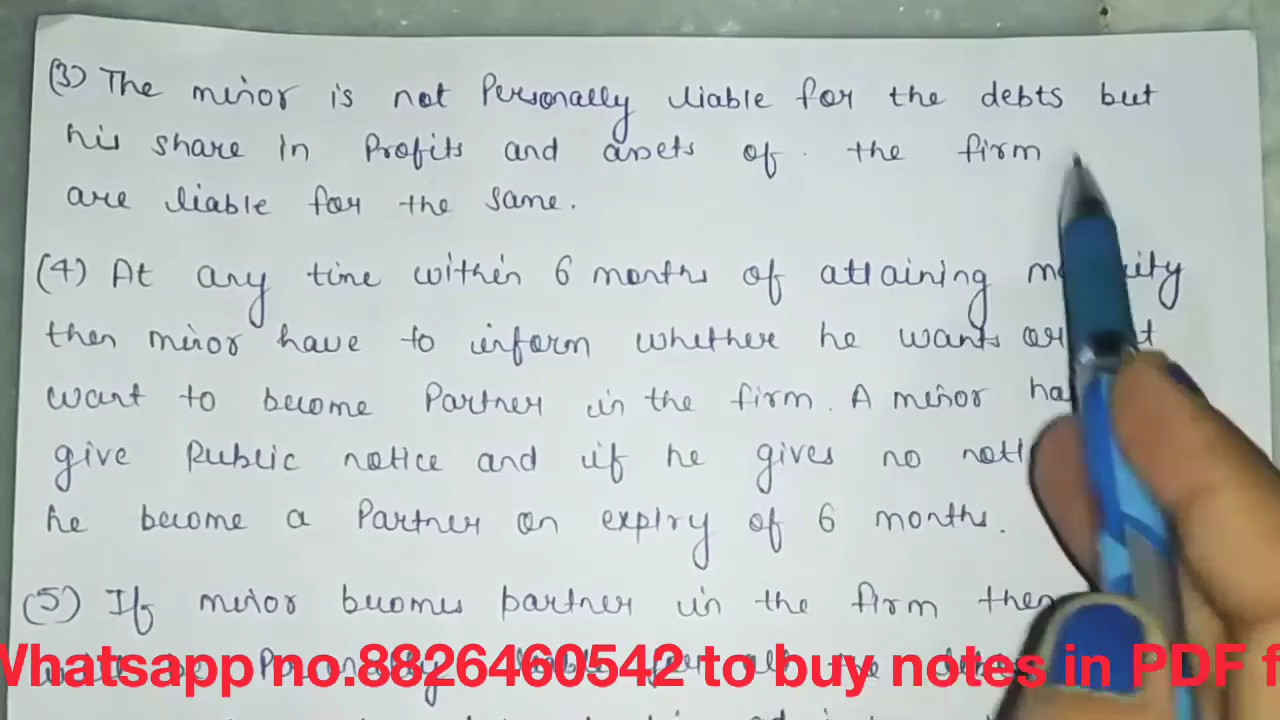 (3) The minor is not Personally liable for the debts but
his share in Profits and assets of the firm
are liable for the same.
(4) At any time within 6 months of attaining
then minor have to inform whether he wants or
want to become Partner in the firm. A minor
give Public notice and if he gives no
he become a Partner on expiry of 6 months.
(5) If minor becomes partner in the firm then
Whatsapp no.8826460542 to buy notes in PDF f